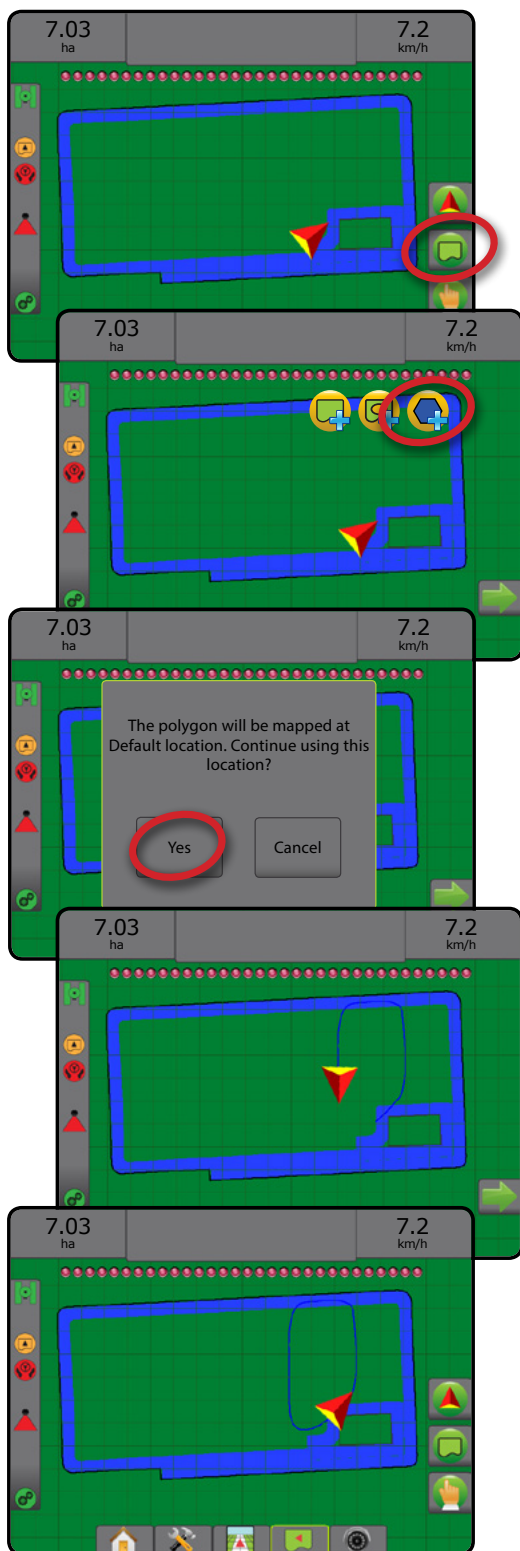 7.03
ha
7.2
km/h
7.03
ha
7.2
km/h
7.03
ha
7.2
km/h
The polygon will be mapped at
Default location. Continue using this
location?
Yes
Cancel
7.03
ha
7.2
km/h
7.03
ha
7.2
km/h